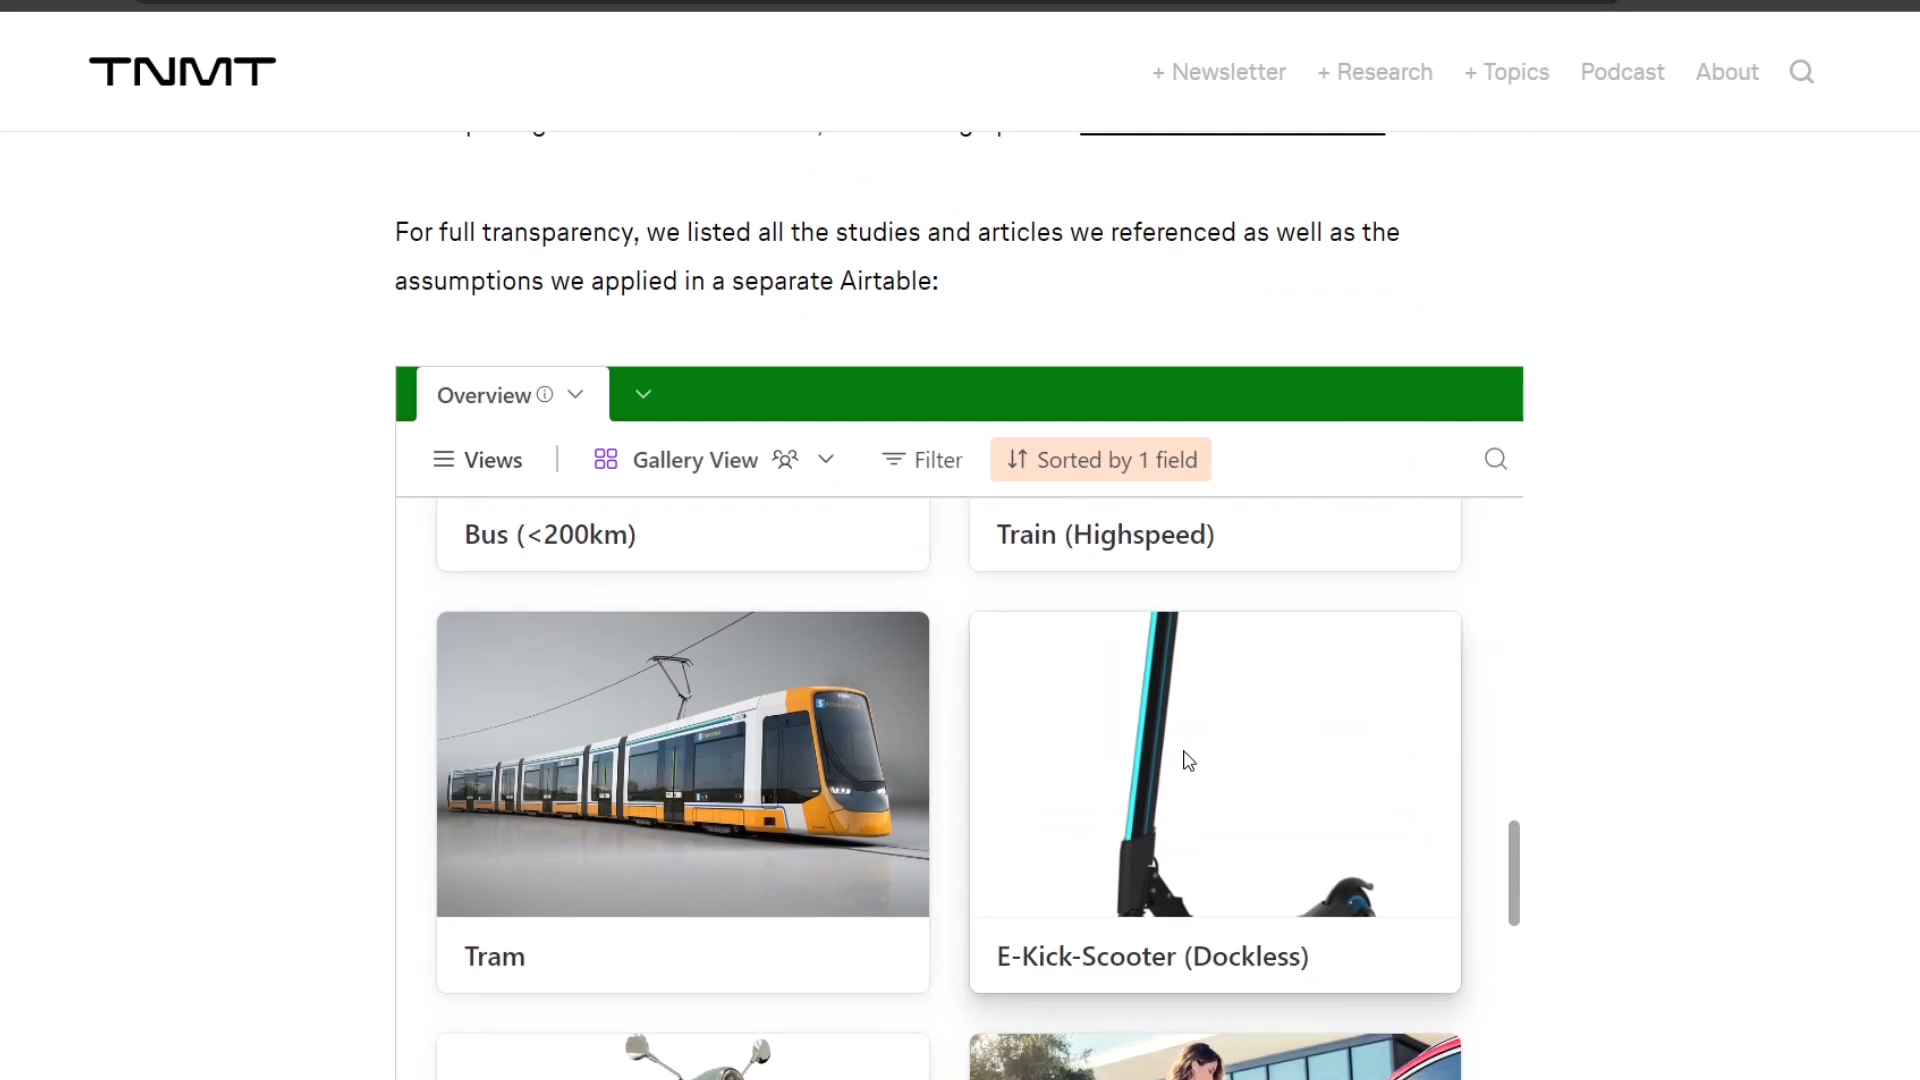 TNMT
+ Newsletter + Research + Topics Podcast About
For full transparency, we listed all the studies and articles we referenced as well as the
assumptions we applied in a separate Airtable:
Overview
Views Gallery View Filter Sorted by 1 field
Bus (<200km) Train (Highspeed)
Tram E-Kick-Scooter (Dockless)